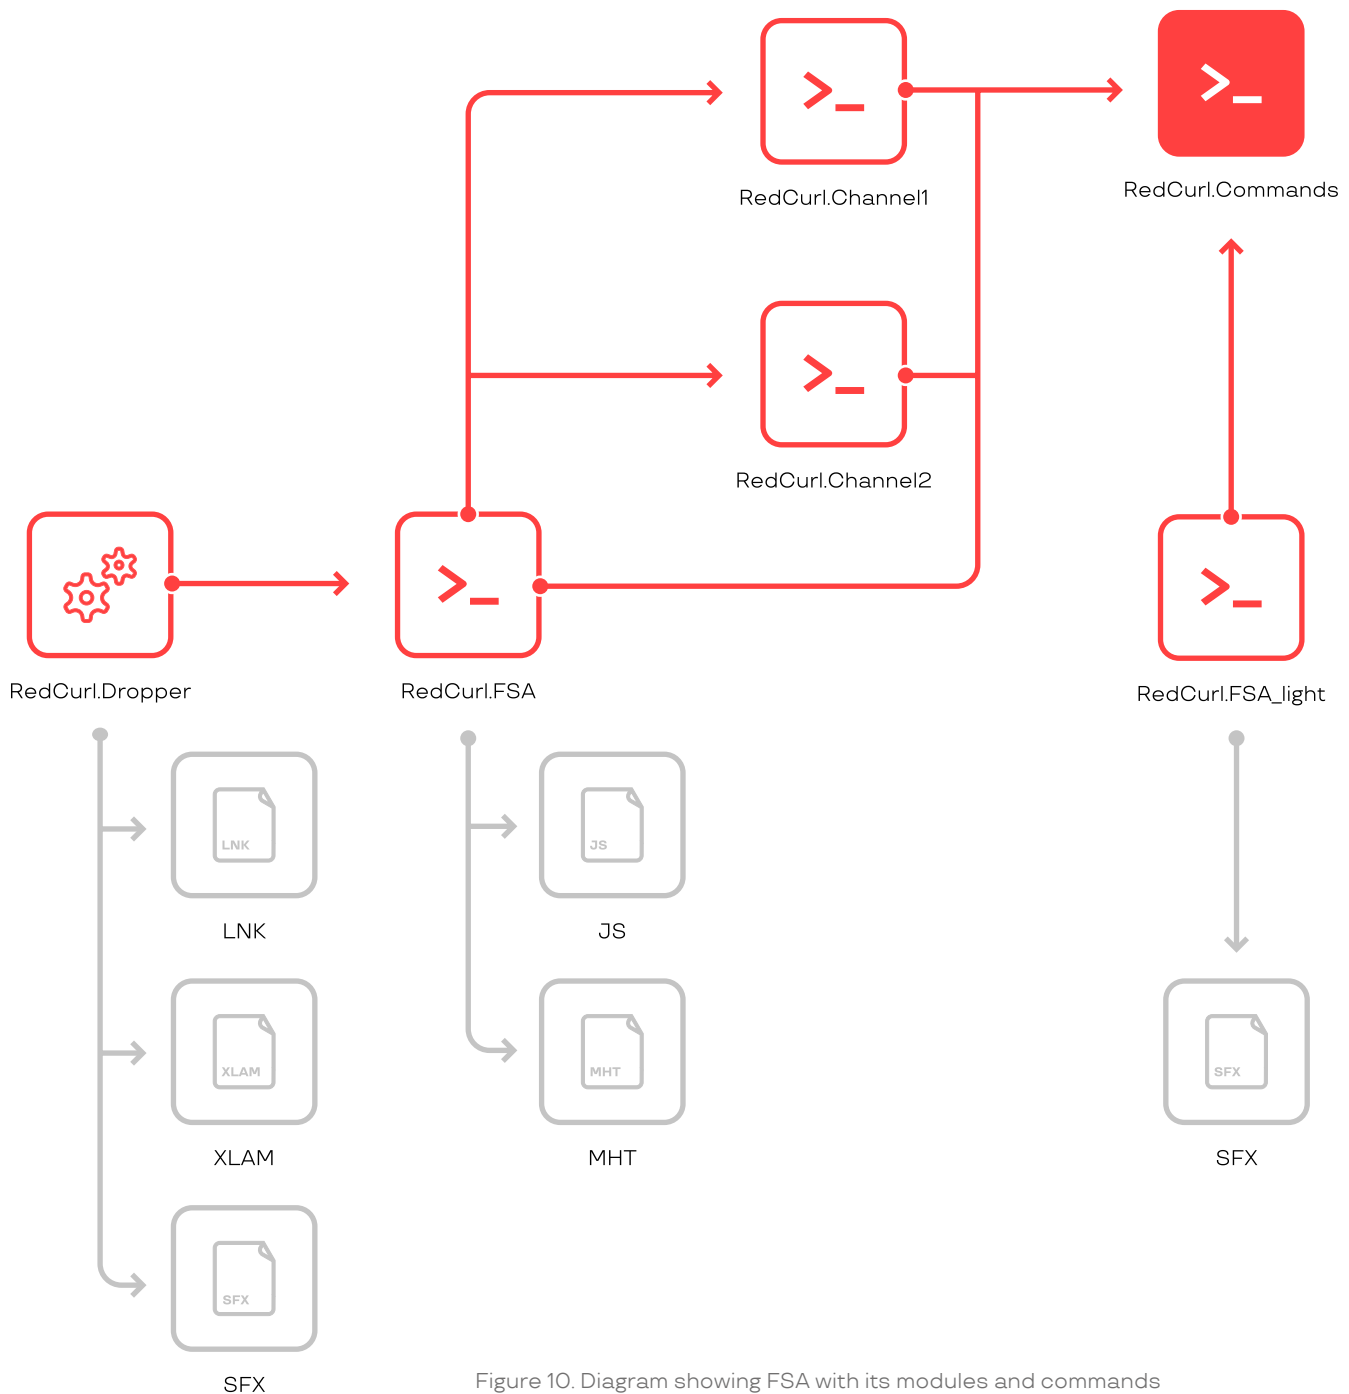 RedCurl.Channel1
RedCurl.Commands
RedCurl.Channel2
RedCurl.Dropper
RedCurl.FSA
RedCurl.FSA_light
LNK
LNK
JS
JS
XLAM
XLAM
MHT
MHT
SFX
SFX
SFX
SFX
Figure 10. Diagram showing FSA with its modules and commands